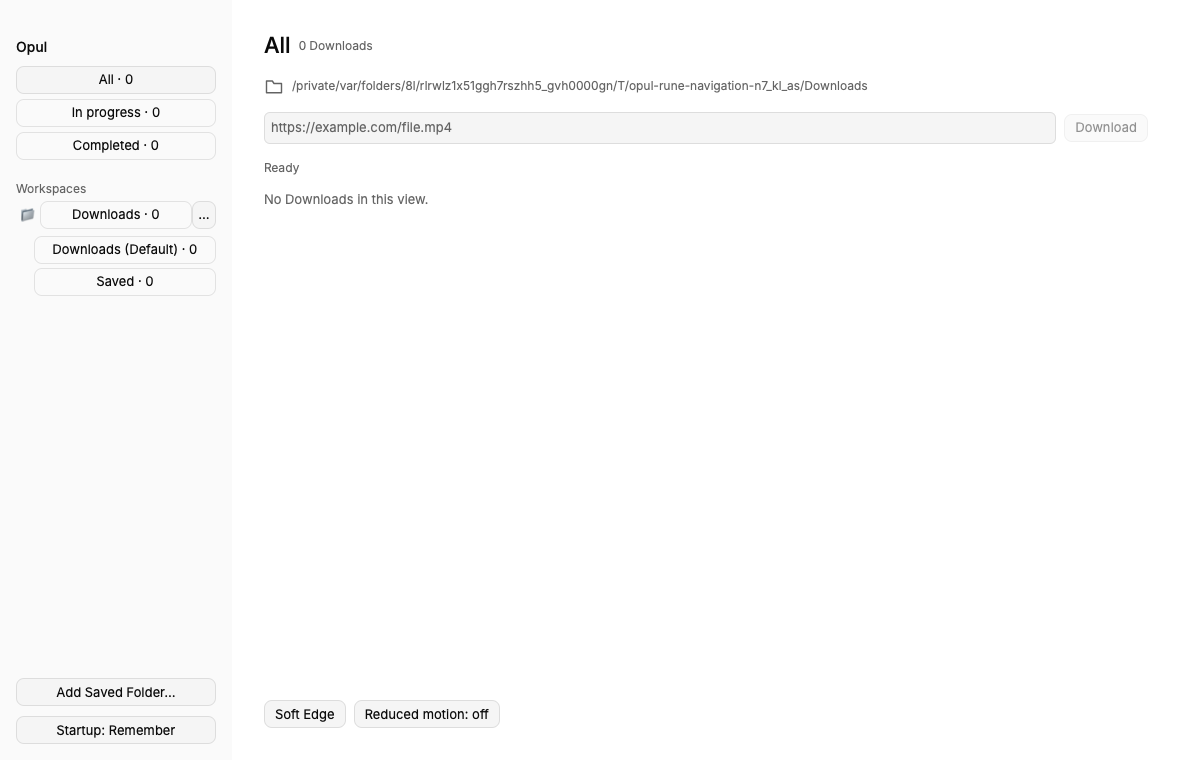 Opul
All · 0
In progress · 0
Completed · 0
Workspaces
Downloads · 0
...
Downloads (Default) · 0
Saved · 0
Add Saved Folder...
Startup: Remember
All 0 Downloads
/private/var/folders/8l/rlrwlz1x51ggh7rszhh5_gvh0000gn/T/opul-rune-navigation-n7_kl_as/Downloads
https://example.com/file.mp4
Download
Ready
No Downloads in this view.
Soft Edge
Reduced motion: off